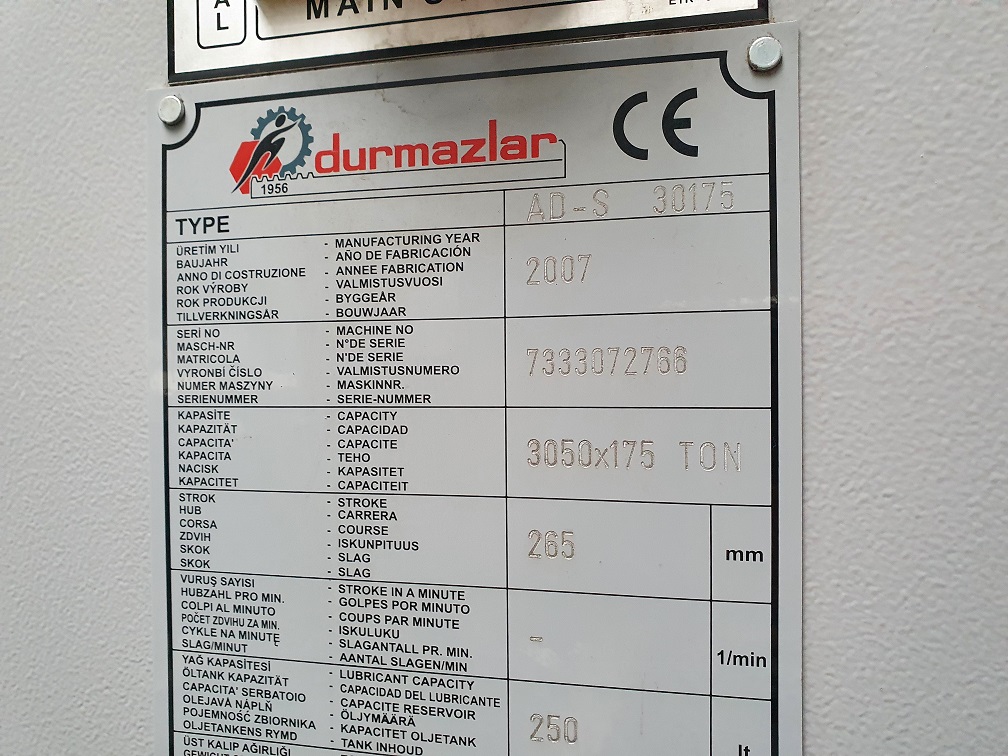 AL
MAIN
durmazlar
1956
CE
TYPE AD-S 30175
ÜRETİM YILI - MANUFACTURING YEAR
BAUJAHR - AÑO DE FABRICACIÓN
ANNO DI COSTRUZIONE - ANNEE FABRICATION
ROK VÝROBY - VALMISTUSVUOSI
ROK PRODUKCJI - BYGGEÅR
TILLVERKNINGSÅR - BOUWJAAR
2007
SERİ NO - MACHINE NO
MASCH-NR - N°DE SERIE
MATRICOLA - N'DE SERIE
VYRONBÍ ČÍSLO - VALMISTUSNUMERO
NUMER MASZYNY - MASKINNR.
SERIENUMMER - SERIE-NUMMER
7333072766
KAPASİTE - CAPACITY
KAPAZITÄT - CAPACIDAD
CAPACITA' - CAPACITE
KAPACITA - TEHO
NACISK - KAPASITET
KAPACITET - CAPACITEIT
3050x175 TON
STROK - STROKE
HUB - CARRERA
CORSA - COURSE
ZDVIH - ISKUNPITUUS
SKOK - SLAG
SKOK - SLAG
265 mm
VURUŞ SAYISI - STROKE IN A MINUTE
HUBZAHL PRO MIN. - GOLPES POR MINUTO
COLPI AL MINUTO - COUPS PAR MINUTE
POČET ZDVIHU ZA MIN. - ISKULUKU
CYKLE NA MINUTĘ - SLAGANTALL PR. MIN.
SLAG/MINUT - AANTAL SLAGEN/MIN
- 1/min
YAĞ KAPASİTESİ - LUBRICANT CAPACITY
ÖLTANK KAPAZITÄT - CAPACIDAD DEL LUBRICANTE
CAPACITA' SERBATOIO - CAPACITE RESERVOIR
OLEJAVÁ NÁPLŇ - ÖLJYMÄÄRÄ
POJEMNOŚĆ ZBIORNIKA - KAPACITET OLJETANK
OLJETANKENS RYMD - TANK INHOUD
250 lt
ÜST KALIP AĞIRLIĞI